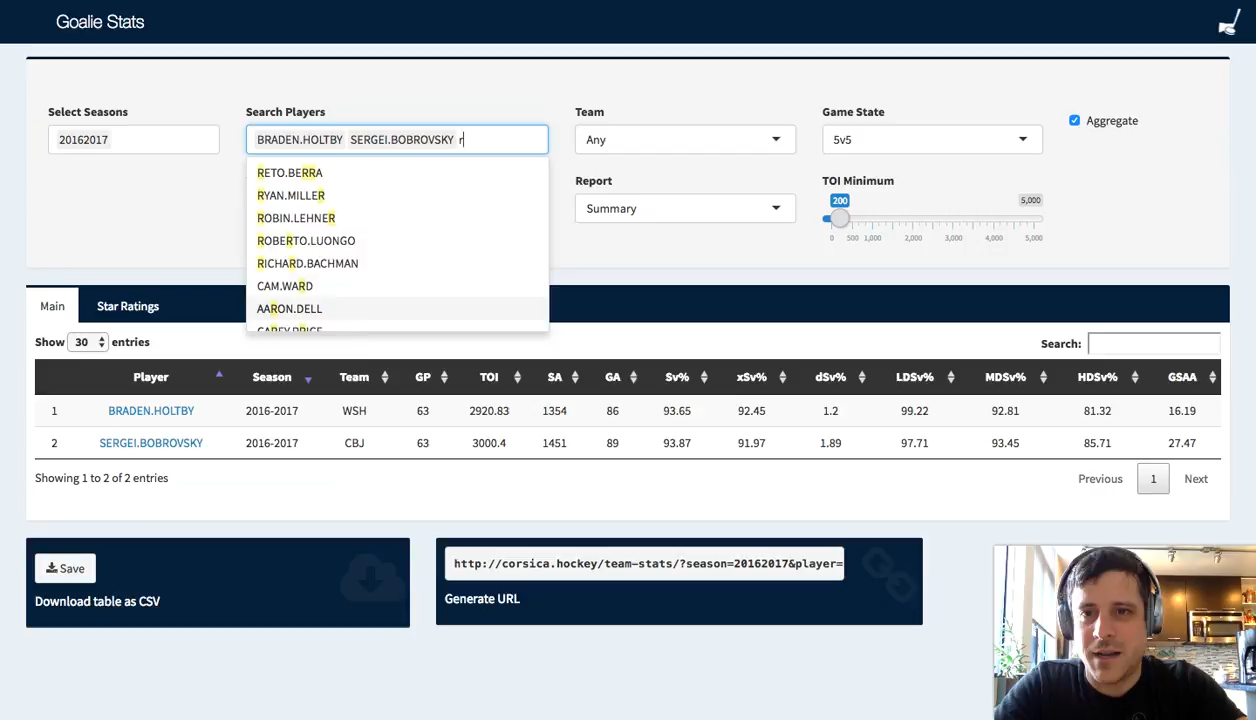 Goalie Stats
Select Seasons
20162017
Search Players
BRADEN.HOLTBY SERGEI.BOBROVSKY r
RETO.BERRA
RYAN.MILLER
ROBIN.LEHNER
ROBERTO.LUONGO
RICHARD.BACHMAN
CAM.WARD
AARON.DELL
CAREY.PRICE
Team
Any
Report
Summary
Game State
5v5
TOI Minimum
200 5,000
0 500 1,000 2,000 3,000 4,000 5,000
Aggregate
Main Star Ratings
Show 30 entries
Search:
Player Season Team GP TOI SA GA Sv% xSv% dSv% LDSv% MDSv% HDSv% GSAA
1 BRADEN.HOLTBY 2016-2017 WSH 63 2920.83 1354 86 93.65 92.45 1.2 99.22 92.81 81.32 16.19
2 SERGEI.BOBROVSKY 2016-2017 CBJ 63 3000.4 1451 89 93.87 91.97 1.89 97.71 93.45 85.71 27.47
Showing 1 to 2 of 2 entries
Previous 1 Next
Save
Download table as CSV
http://corsica.hockey/team-stats/?season=20162017&player=
Generate URL